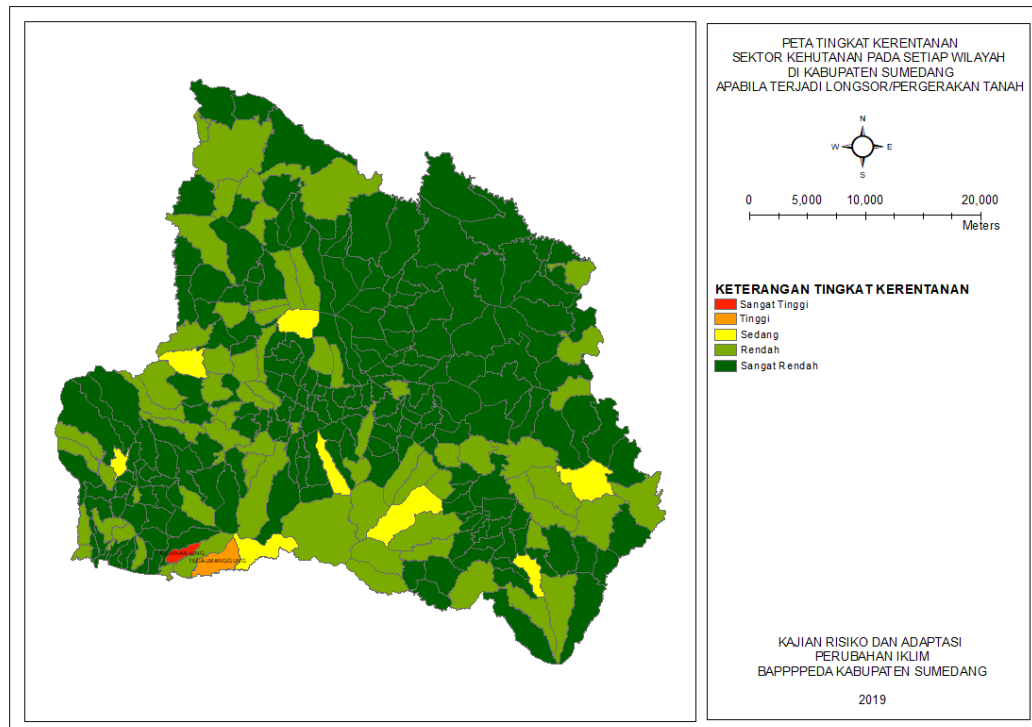 PETA TINGKAT KERENTANAN
SEKTOR KEHUTANAN PADA SETIAP WILAYAH
DI KABUPATEN SUMEDANG
APABILA TERJADI LONGSOR/PERGERAKAN TANAH
N
W
E
S
0
5,000
10,000
20,000
Meters
KETERANGAN TINGKAT KERENTANAN
Sangat Tinggi
Tinggi
Sedang
Rendah
Sangat Rendah
TEGALMANGGUNG
KAJIAN RISIKO DAN ADAPTASI
PERUBAHAN IKLIM
BAPPPPEDA KABUPATEN SUMEDANG
2019